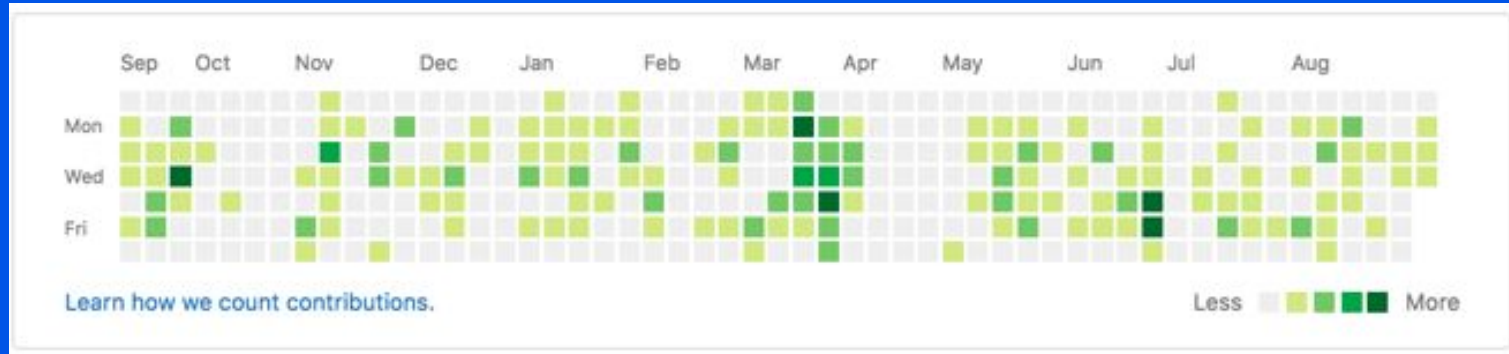 Sep Oct Nov Dec Jan Feb Mar Apr May Jun Jul Aug
Mon
Wed
Fri
Learn how we count contributions. Less More